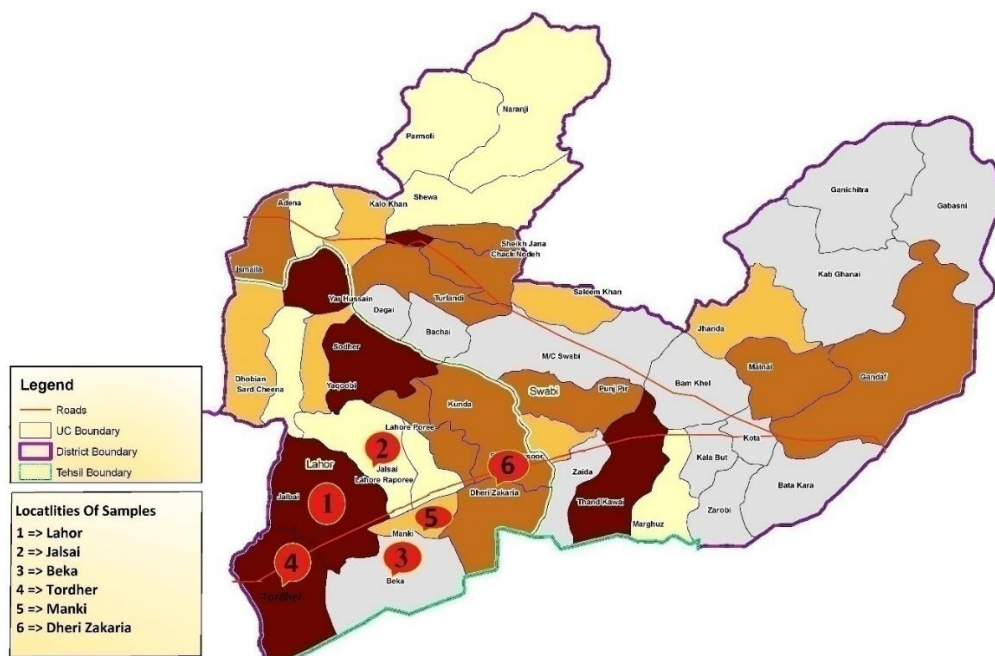 Naranji
Parmoli
Ganichitra
Gabasni
Shewa
Adena
Kalo Khan
Sheikh Jana
Chack Nodeh
Kab Ghanai
Ismaila
Saleem Khan
Yar Hussain
Turlandi
Dagai
Bachai
Jhanda
Sodher
M/C Swabi
Mainai
Gandaf
Bam Khel
Dhobian
Sard Cheena
Yaqoobi
Kunda
Swabi
Punj Pir
Lahore Poree
Kota
Kala But
Lahor
Jalsai
Lahore Raporee
Zaida
Bata Kara
Jalbai
Dheri Zakaria
Thand Kawai
Zarobi
Marghuz
Manki
Beka
Tordher
1
2
3
4
5
6
Legend
Roads
UC Boundary
District Boundary
Tehsil Boundary
Locatlities Of Samples
1 => Lahor
2 => Jalsai
3 => Beka
4 => Tordher
5 => Manki
6 => Dheri Zakaria